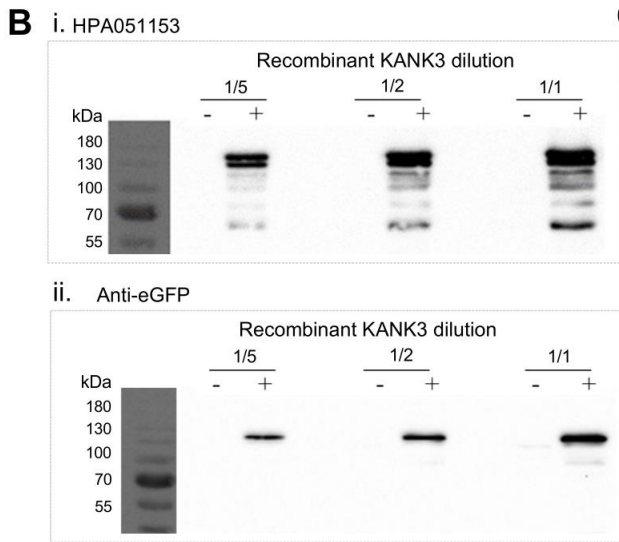 B i. HPA051153
Recombinant KANK3 dilution
1/5 1/2 1/1
kDa - + - + - +
180
130
100
70
55
ii. Anti-eGFP
Recombinant KANK3 dilution
1/5 1/2 1/1
kDa - + - + - +
180
130
100
70
55